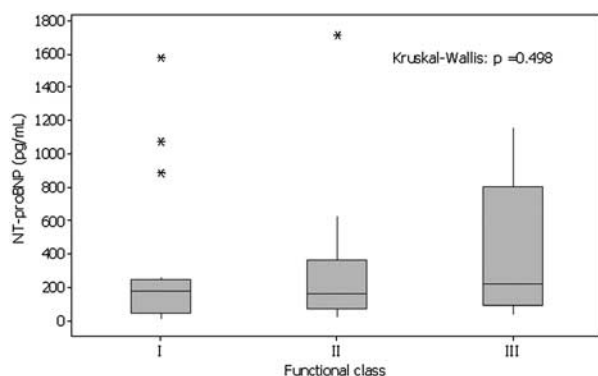 1800
1600
1400
1200
1000
800
600
400
200
0
NT-proBNP (pg/mL)
Kruskal-Wallis: p =0.498
I
II
III
Functional class